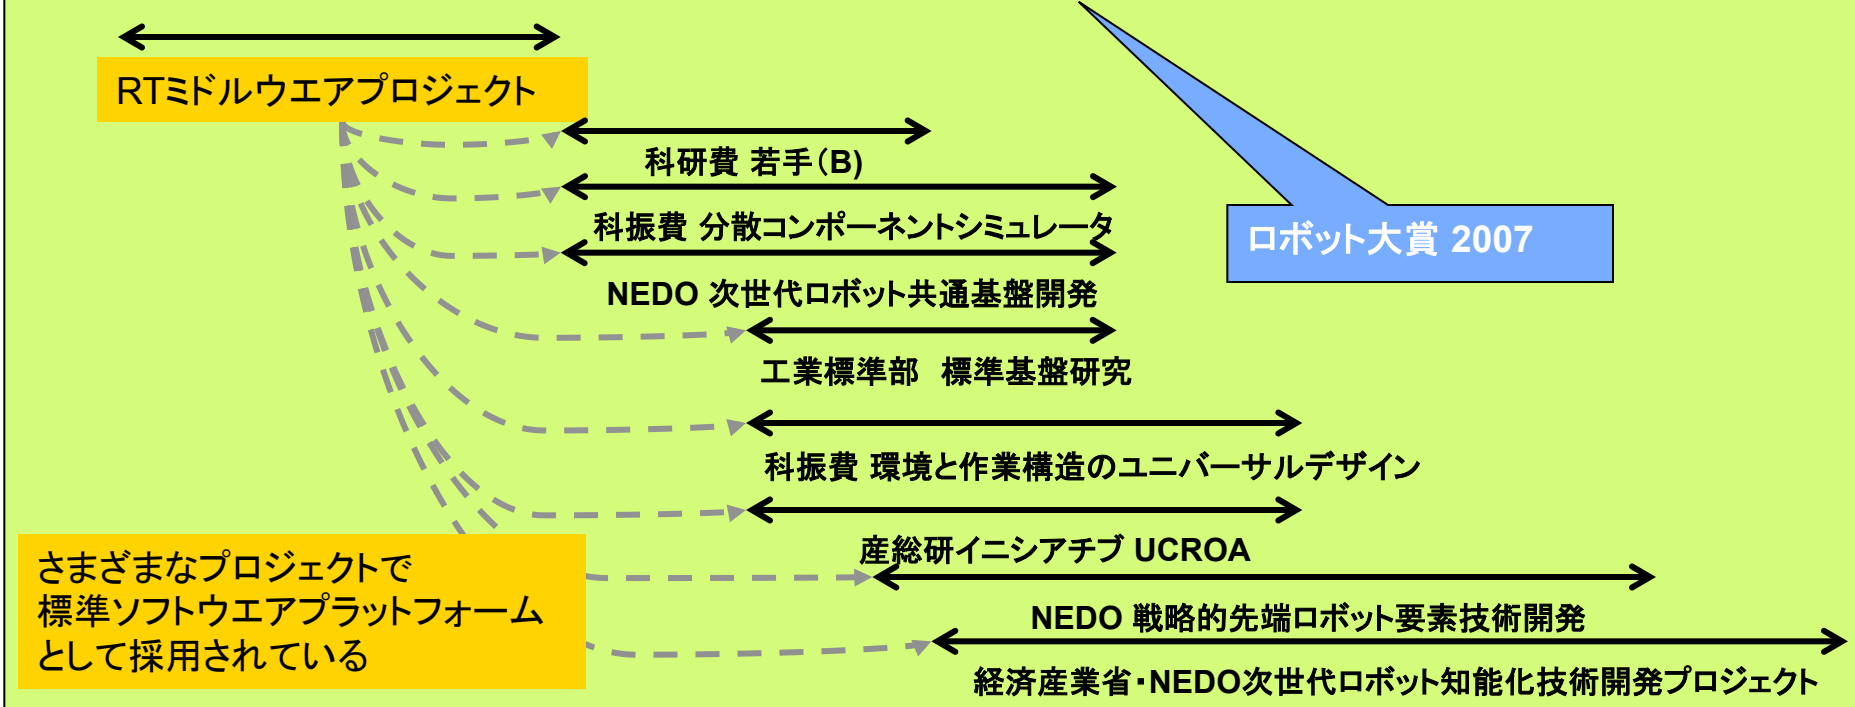 RTミドルウエアプロジェクト
科研費 若手(B)
科振費 分散コンポーネントシミュレータ
ロボット大賞 2007
NEDO 次世代ロボット共通基盤開発
工業標準部　標準基盤研究
科振費 環境と作業構造のユニバーサルデザイン
産総研イニシアチブ UCROA
さまざまなプロジェクトで
標準ソフトウエアプラットフォーム
として採用されている
NEDO 戦略的先端ロボット要素技術開発
経済産業省・NEDO次世代ロボット知能化技術開発プロジェクト